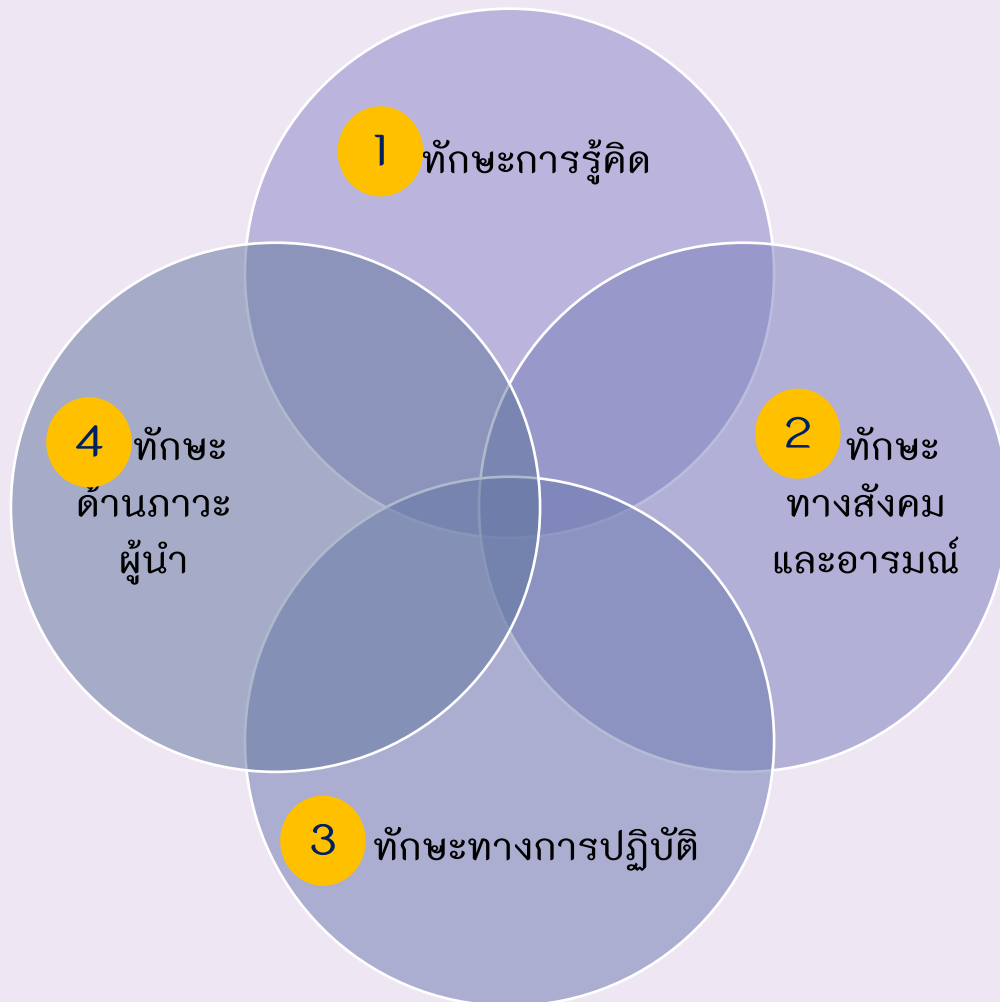 1 ทักษะการรู้คิด
2 ทักษะ
ทางสังคม
และอารมณ์
3 ทักษะทางการปฏิบัติ
4 ทักษะ
ด้านภาวะ
ผู้นำ